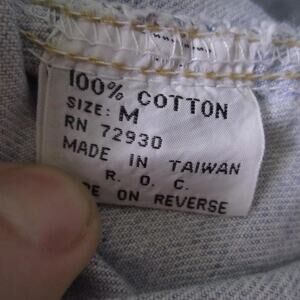 100% COTTON
SIZE: M
RN 72930
MADE IN TAIWAN
R. O. C.
ON REVERSE